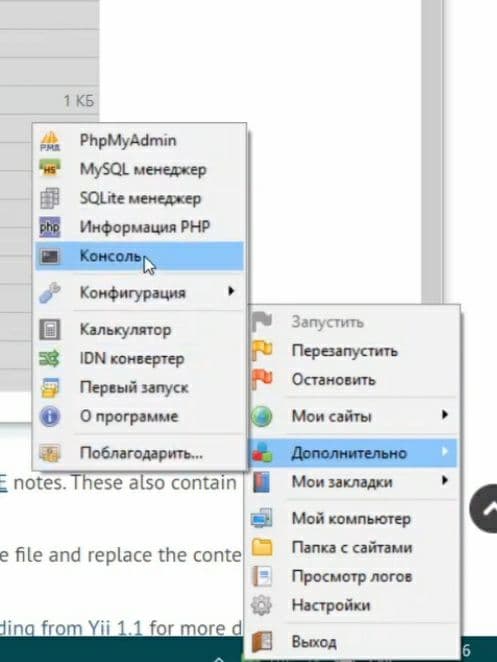 1 КБ
PhpMyAdmin
MySQL менеджер
SQLite менеджер
Информация PHP
Консоль
Конфигурация
Калькулятор
IDN конвертер
Первый запуск
О программе
Поблагодарить...
Запустить
Перезапустить
Остановить
Мои сайты
Дополнительно
Мои закладки
Мой компьютер
Папка с сайтами
Просмотр логов
Настройки
Выход
E notes. These also contain
e file and replace the conte
ding from Yii 1.1 for more d
6